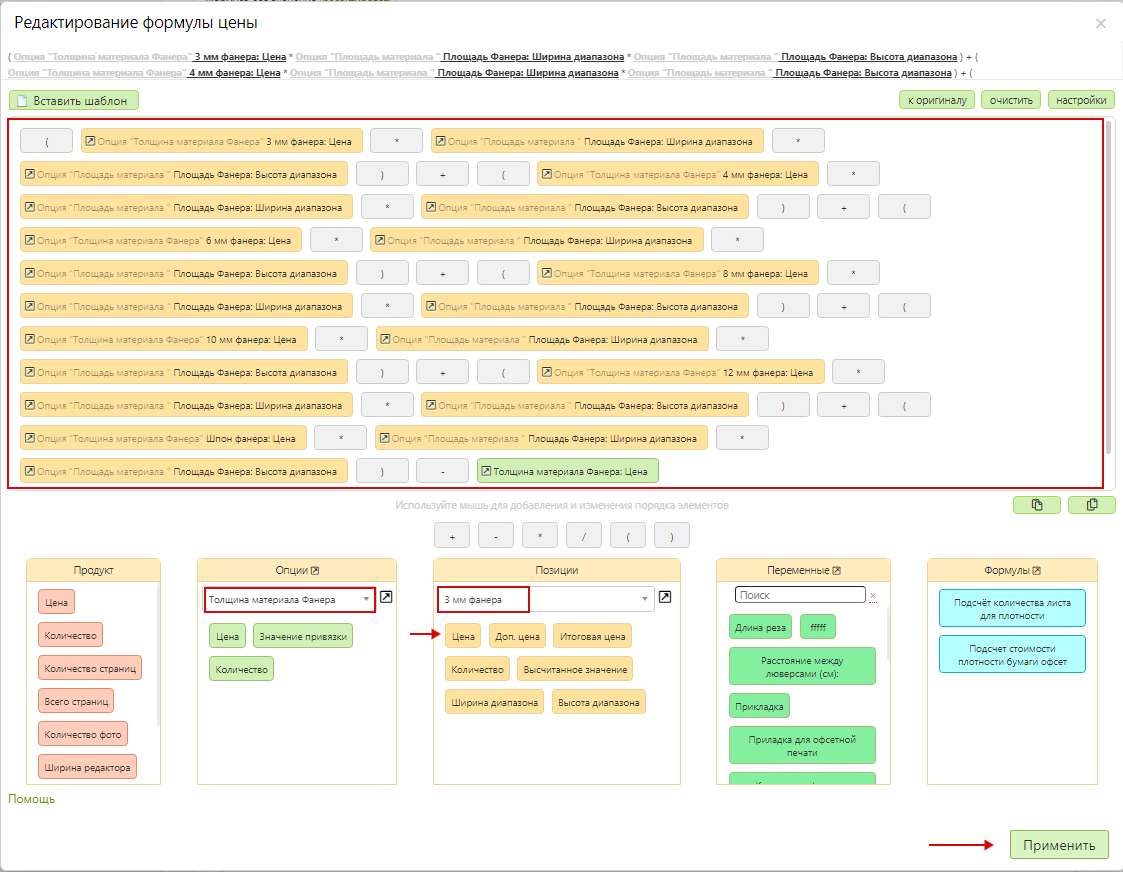 Редактирование формулы цены
×
( Опция "Толщина материала Фанера" 3 мм фанера: Цена * Опция "Площадь материала " Площадь Фанера: Ширина диапазона * Опция "Площадь материала " Площадь Фанера: Высота диапазона ) + (
Опция "Толщина материала Фанера" 4 мм фанера: Цена * Опция "Площадь материала " Площадь Фанера: Ширина диапазона * Опция "Площадь материала " Площадь Фанера: Высота диапазона ) + (
Вставить шаблон к оригиналу очистить настройки
( Опция "Толщина материала Фанера" 3 мм фанера: Цена * Опция "Площадь материала " Площадь Фанера: Ширина диапазона *
Опция "Площадь материала " Площадь Фанера: Высота диапазона ) + ( Опция "Толщина материала Фанера" 4 мм фанера: Цена *
Опция "Площадь материала " Площадь Фанера: Ширина диапазона * Опция "Площадь материала " Площадь Фанера: Высота диапазона ) + (
Опция "Толщина материала Фанера" 6 мм фанера: Цена * Опция "Площадь материала " Площадь Фанера: Ширина диапазона *
Опция "Площадь материала " Площадь Фанера: Высота диапазона ) + ( Опция "Толщина материала Фанера" 8 мм фанера: Цена *
Опция "Площадь материала " Площадь Фанера: Ширина диапазона * Опция "Площадь материала " Площадь Фанера: Высота диапазона ) + (
Опция "Толщина материала Фанера" 10 мм фанера: Цена * Опция "Площадь материала " Площадь Фанера: Ширина диапазона *
Опция "Площадь материала " Площадь Фанера: Высота диапазона ) + ( Опция "Толщина материала Фанера" 12 мм фанера: Цена *
Опция "Площадь материала " Площадь Фанера: Ширина диапазона * Опция "Площадь материала " Площадь Фанера: Высота диапазона ) + (
Опция "Толщина материала Фанера" Шпон фанера: Цена * Опция "Площадь материала " Площадь Фанера: Ширина диапазона *
Опция "Площадь материала " Площадь Фанера: Высота диапазона ) - Толщина материала Фанера: Цена
Используйте мышь для добавления и изменения порядка элементов
+ - * / ( )
Продукт
Цена
Количество
Количество страниц
Всего страниц
Количество фото
Ширина редактора
Опции
Толщина материала Фанера
Цена Значение привязки
Количество
Позиции
3 мм фанера
Цена Доп. цена Итоговая цена
Количество Высчитанное значение
Ширина диапазона Высота диапазона
Переменные
Поиск ×
Длина реза fffff
Расстояние между
люверсами (см):
Прикладка
Приладка для офсетной
печати
Формулы
Подсчёт количества листа
для плотности
Подсчет стоимости
плотности бумаги офсет
Помощь
Применить